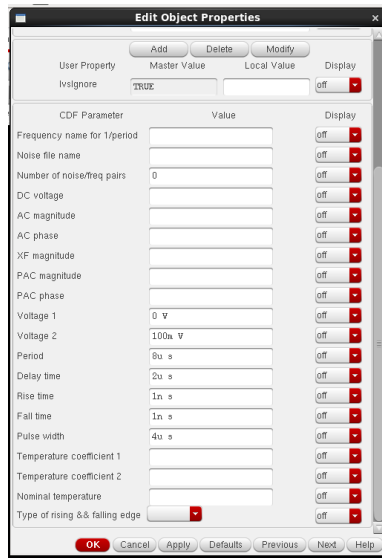 Edit Object Properties ×
Add Delete Modify
User Property Master Value Local Value Display
lvsIgnore TRUE off
CDF Parameter Value Display
Frequency name for 1/period off
Noise file name off
Number of noise/freq pairs 0 off
DC voltage off
AC magnitude off
AC phase off
XF magnitude off
PAC magnitude off
PAC phase off
Voltage 1 0 V off
Voltage 2 100m V off
Period 8u s off
Delay time 2u s off
Rise time 1n s off
Fall time 1n s off
Pulse width 4u s off
Temperature coefficient 1 off
Temperature coefficient 2 off
Nominal temperature off
Type of rising && falling edge off
OK Cancel Apply Defaults Previous Next Help